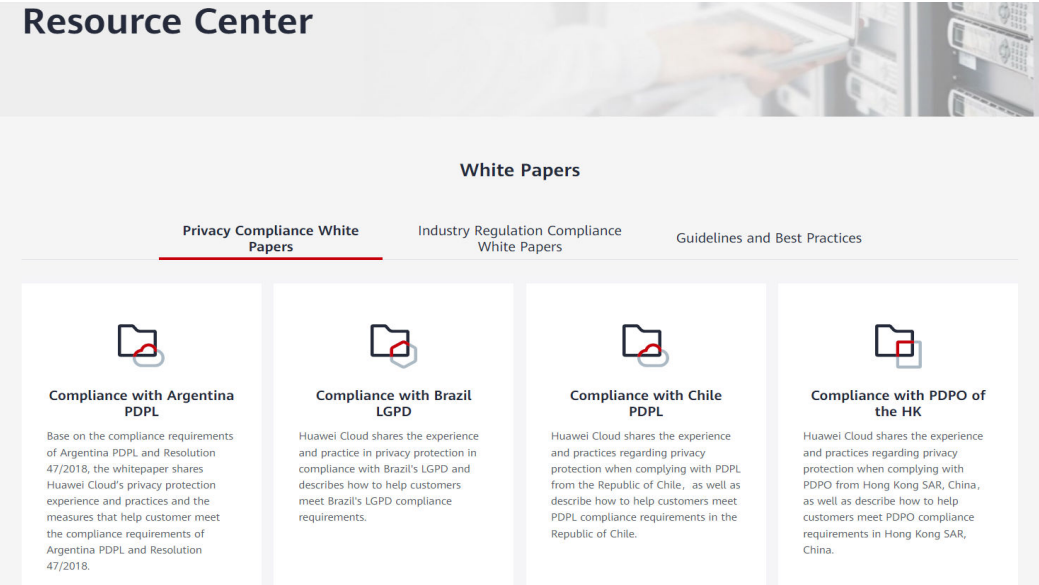 Resource Center
White Papers
Privacy Compliance White
Papers
Industry Regulation Compliance
White Papers
Guidelines and Best Practices
Compliance with Argentina
PDPL
Base on the compliance requirements
of Argentina PDPL and Resolution
47/2018, the whitepaper shares
Huawei Cloud's privacy protection
experience and practices and the
measures that help customer meet
the compliance requirements of
Argentina PDPL and Resolution
47/2018.
Compliance with Brazil
LGPD
Huawei Cloud shares the experience
and practice in privacy protection in
compliance with Brazil's LGPD and
describes how to help customers
meet Brazil's LGPD compliance
requirements.
Compliance with Chile
PDPL
Huawei Cloud shares the experience
and practices regarding privacy
protection when complying with PDPL
from the Republic of Chile，as well as
describe how to help customers meet
PDPL compliance requirements in the
Republic of Chile.
Compliance with PDPO of
the HK
Huawei Cloud shares the experience
and practices regarding privacy
protection when complying with
PDPO from Hong Kong SAR, China,
as well as describe how to help
customers meet PDPO compliance
requirements in Hong Kong SAR,
China.